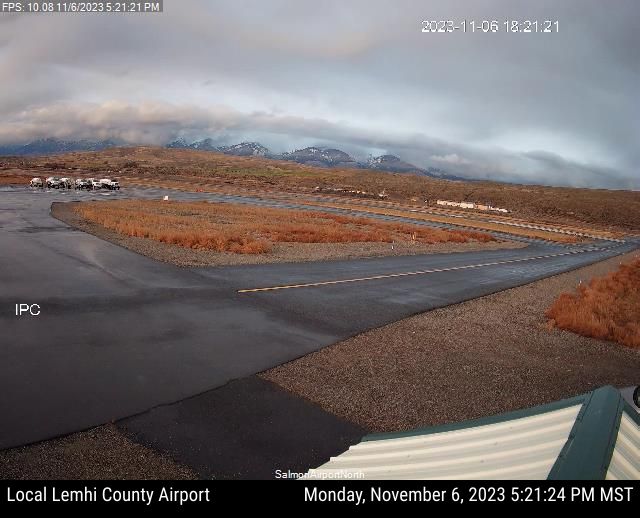 FPS: 10.08 11/6/2023 5:21:21 PM
2023-11-06 18:21:21
IPC
SalmonAirportNorth
Local Lemhi County Airport
Monday, November 6, 2023 5:21:24 PM MST